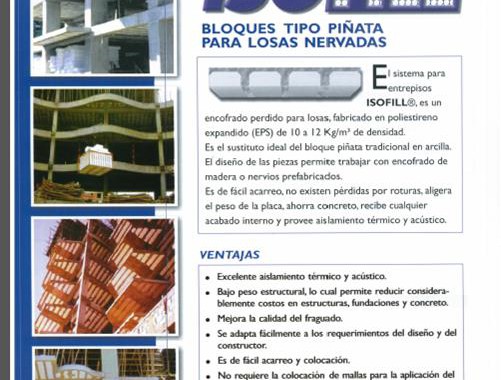 ISOFILL
BLOQUES TIPO PIÑATA
PARA LOSAS NERVADAS
El sistema para
entrepisos
ISOFILL®, es un
encofrado perdido para losas, fabricado en poliestireno
expandido (EPS) de 10 a 12 Kg/m³ de densidad.
Es el sustituto ideal del bloque piñata tradicional en arcilla.
El diseño de las piezas permite trabajar con encofrado de
madera o nervios prefabricados.
Es de fácil acarreo, no existen pérdidas por roturas, aligera
el peso de la placa, ahorra concreto, recibe cualquier
acabado interno y provee aislamiento térmico y acústico.
VENTAJAS
• Excelente aislamiento térmico y acústico.
• Bajo peso estructural, lo cual permite reducir considera-
blemente costos en estructuras, fundaciones y concreto.
• Mejora la calidad del fraguado.
• Se adapta fácilmente a los requerimientos del diseño y del
constructor.
• Es de fácil acarreo y colocación.
• No requiere la colocación de mallas para la aplicación del